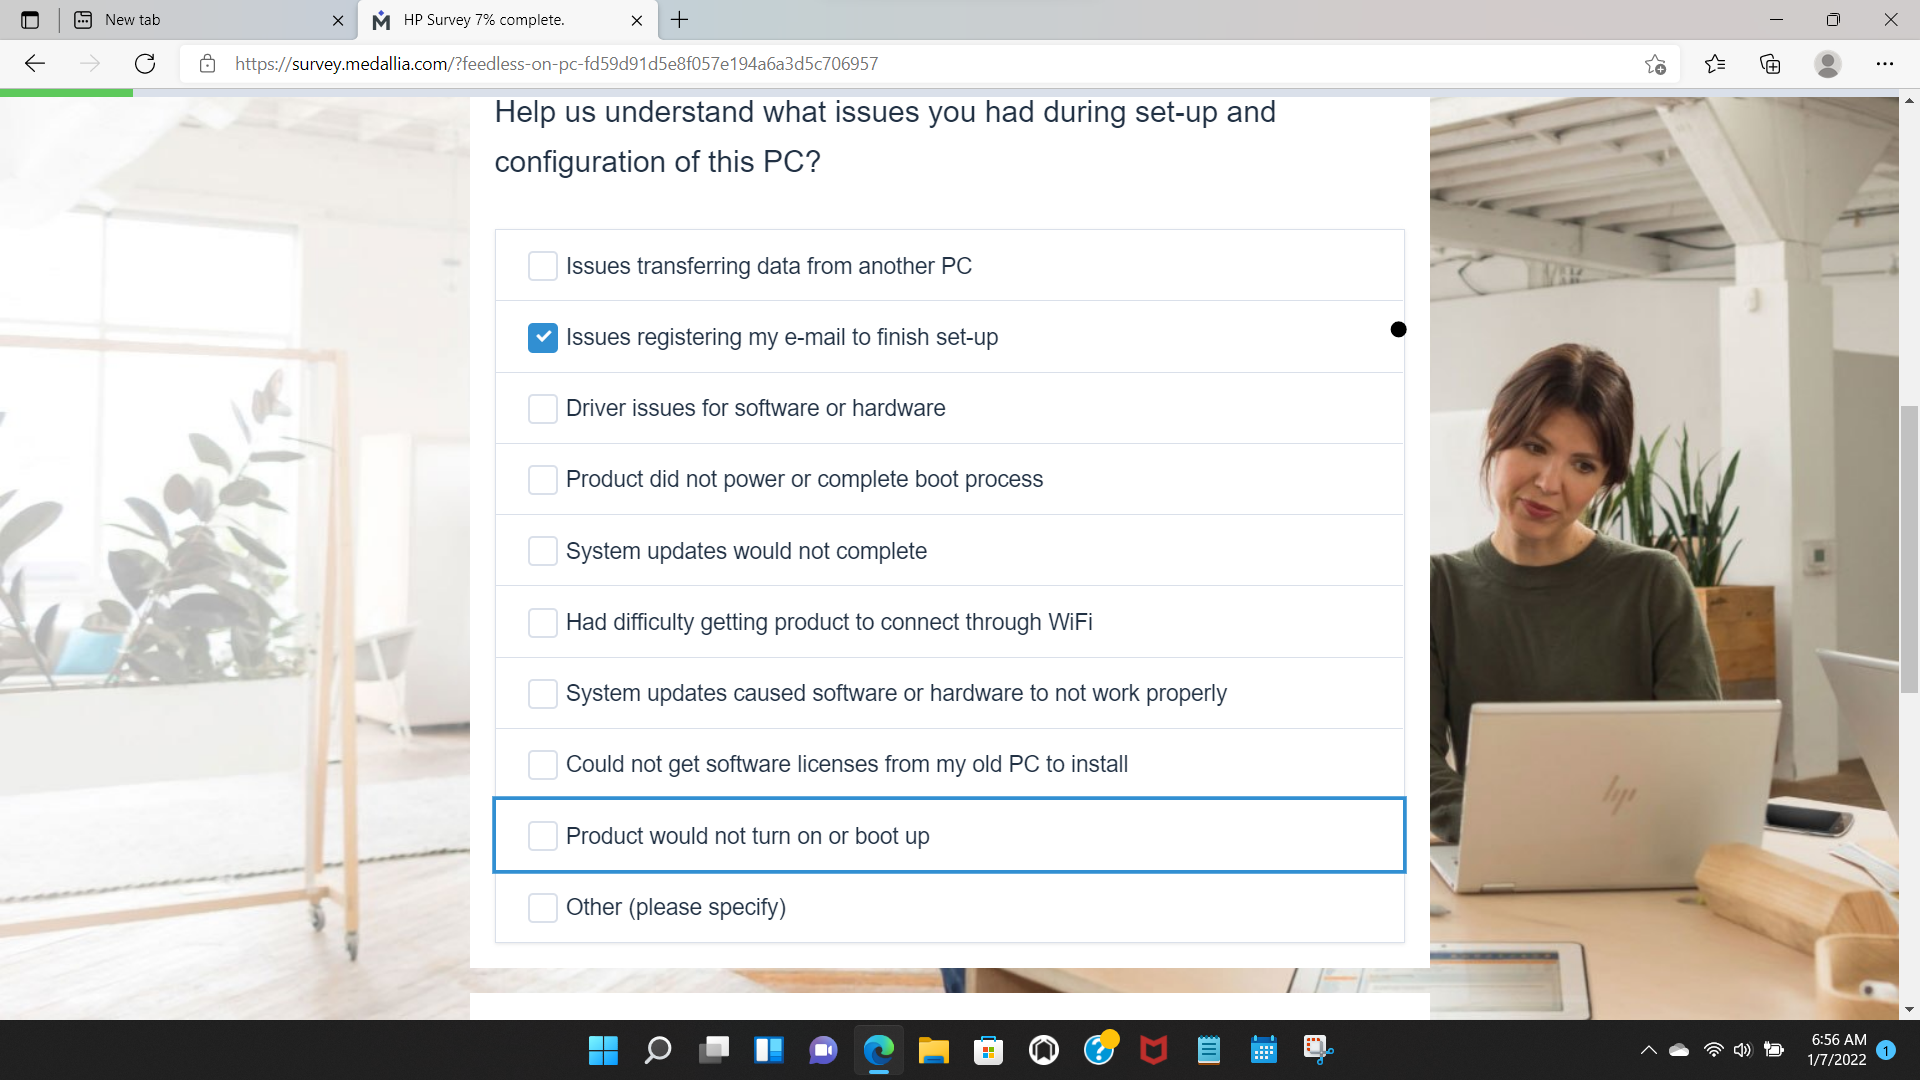 New tab
HP Survey 7% complete.
https://survey.medallia.com/?feedless-on-pc-fd59d91d5e8f057e194a6a3d5c706957
Help us understand what issues you had during set-up and
configuration of this PC?
Issues transferring data from another PC
Issues registering my e-mail to finish set-up
Driver issues for software or hardware
Product did not power or complete boot process
System updates would not complete
Had difficulty getting product to connect through WiFi
System updates caused software or hardware to not work properly
Could not get software licenses from my old PC to install
Product would not turn on or boot up
Other (please specify)
hp
6:56 AM
1/7/2022
1